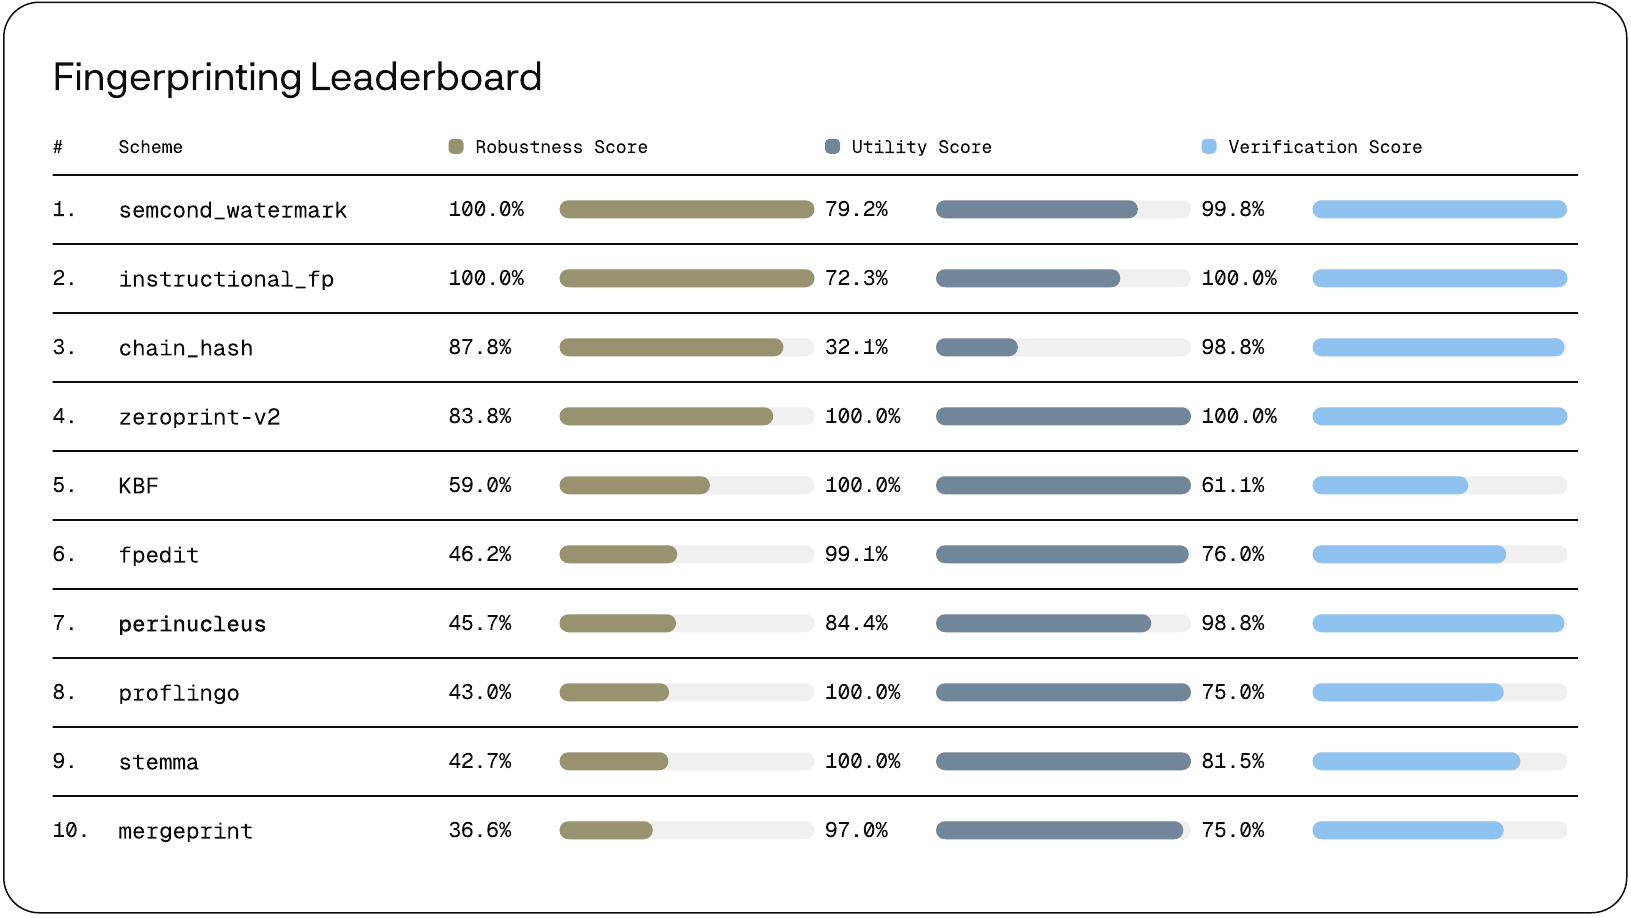 Fingerprinting Leaderboard
# Scheme Robustness Score Utility Score Verification Score
1. semcond_watermark 100.0% 79.2% 99.8%
2. instructional_fp 100.0% 72.3% 100.0%
3. chain_hash 87.8% 32.1% 98.8%
4. zeroprint-v2 83.8% 100.0% 100.0%
5. KBF 59.0% 100.0% 61.1%
6. fpedit 46.2% 99.1% 76.0%
7. perinucleus 45.7% 84.4% 98.8%
8. proflingo 43.0% 100.0% 75.0%
9. stemma 42.7% 100.0% 81.5%
10. mergeprint 36.6% 97.0% 75.0%